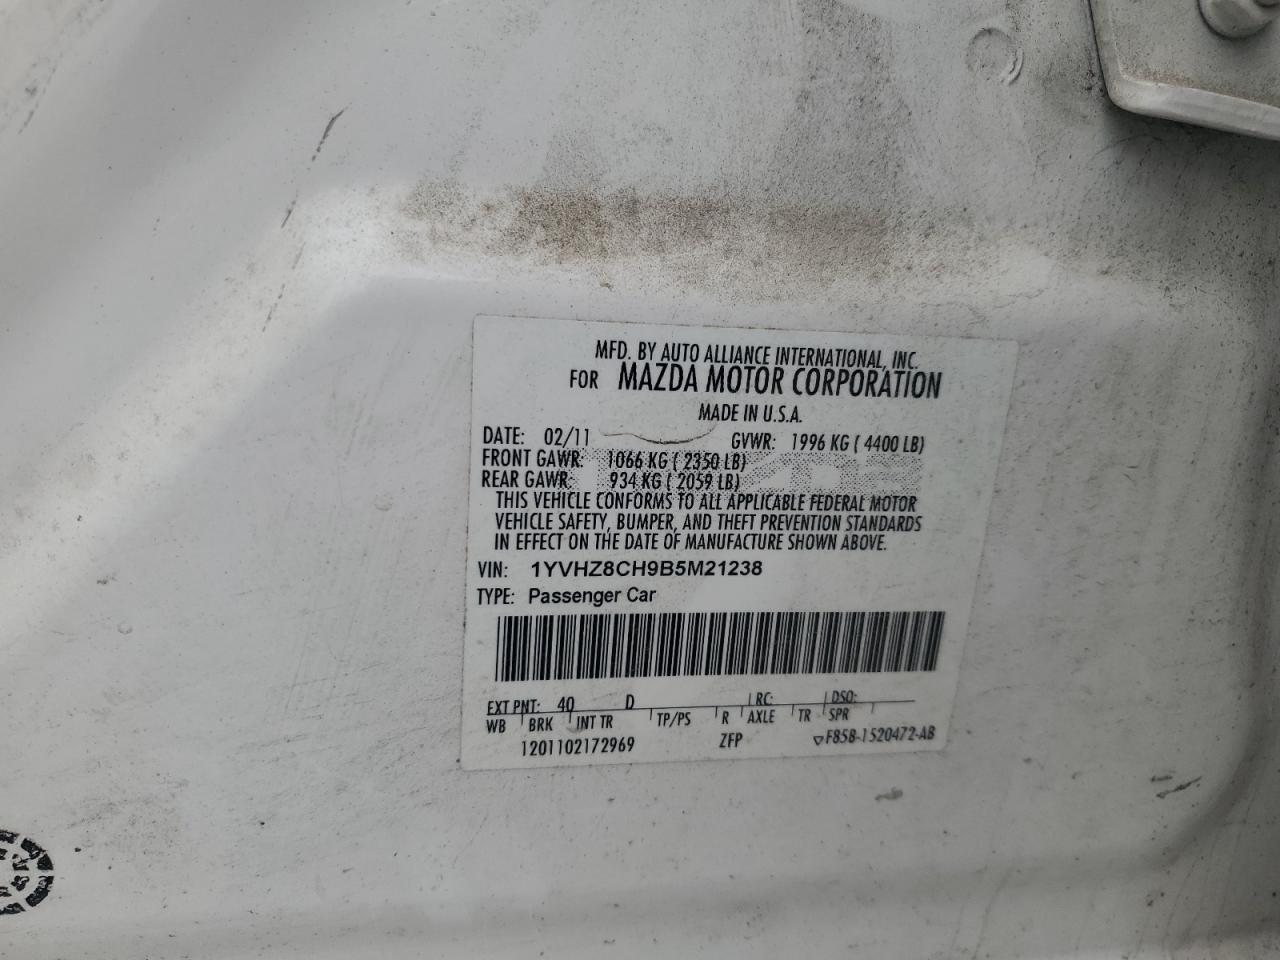 MFD. BY AUTO ALLIANCE INTERNATIONAL, INC.
FOR MAZDA MOTOR CORPORATION
MADE IN U.S.A.
DATE: 02/11 GVWR: 1996 KG ( 4400 LB)
FRONT GAWR: 1066 KG ( 2350 LB)
REAR GAWR: 934 KG ( 2059 LB)
THIS VEHICLE CONFORMS TO ALL APPLICABLE FEDERAL MOTOR
VEHICLE SAFETY, BUMPER, AND THEFT PREVENTION STANDARDS
IN EFFECT ON THE DATE OF MANUFACTURE SHOWN ABOVE.
VIN: 1YVHZ8CH9B5M21238
TYPE: Passenger Car
EXT PNT: 40 D RC: DSO:
WB BRK INT TR TP/PS R AXLE TR SPR
1201102172969 ZFP F85B-1520472-AB